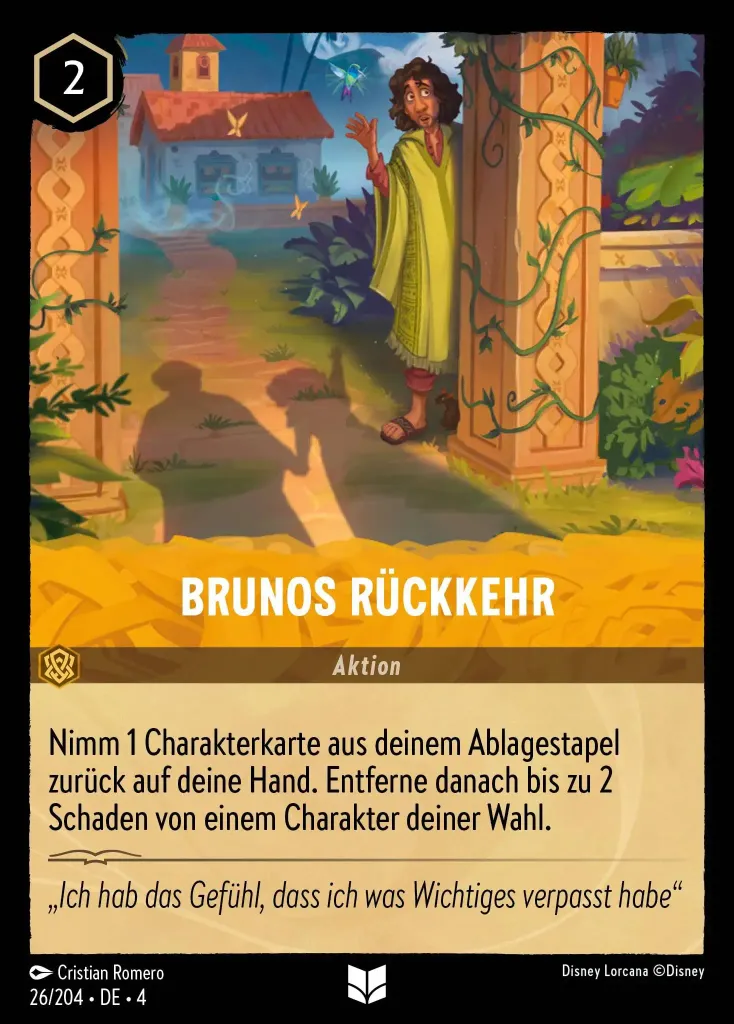 2
BRUNOS RÜCKKEHR
Aktion
Nimm 1 Charakterkarte aus deinem Ablagestapel
zurück auf deine Hand. Entferne danach bis zu 2
Schaden von einem Charakter deiner Wahl.
„Ich hab das Gefühl, dass ich was Wichtiges verpasst habe“
Cristian Romero
Disney Lorcana ©Disney
26/204 • DE • 4